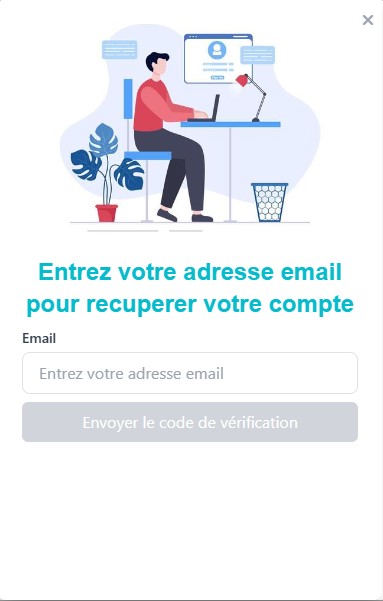 Entrez votre adresse email
pour recuperer votre compte
Email
Entrez votre adresse email
Envoyer le code de vérification